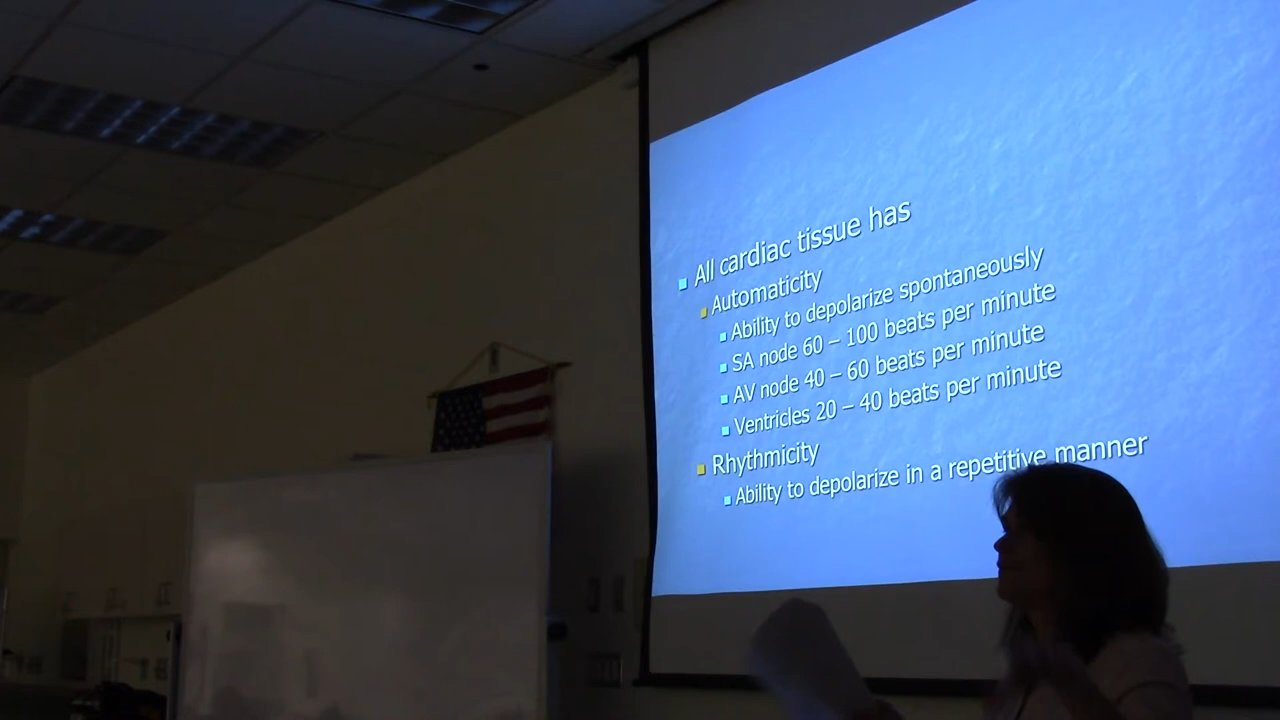 All cardiac tissue has
Automaticity
Ability to depolarize spontaneously
SA node 60 – 100 beats per minute
AV node 40 – 60 beats per minute
Ventricles 20 – 40 beats per minute
Rhythmicity
Ability to depolarize in a repetitive manner